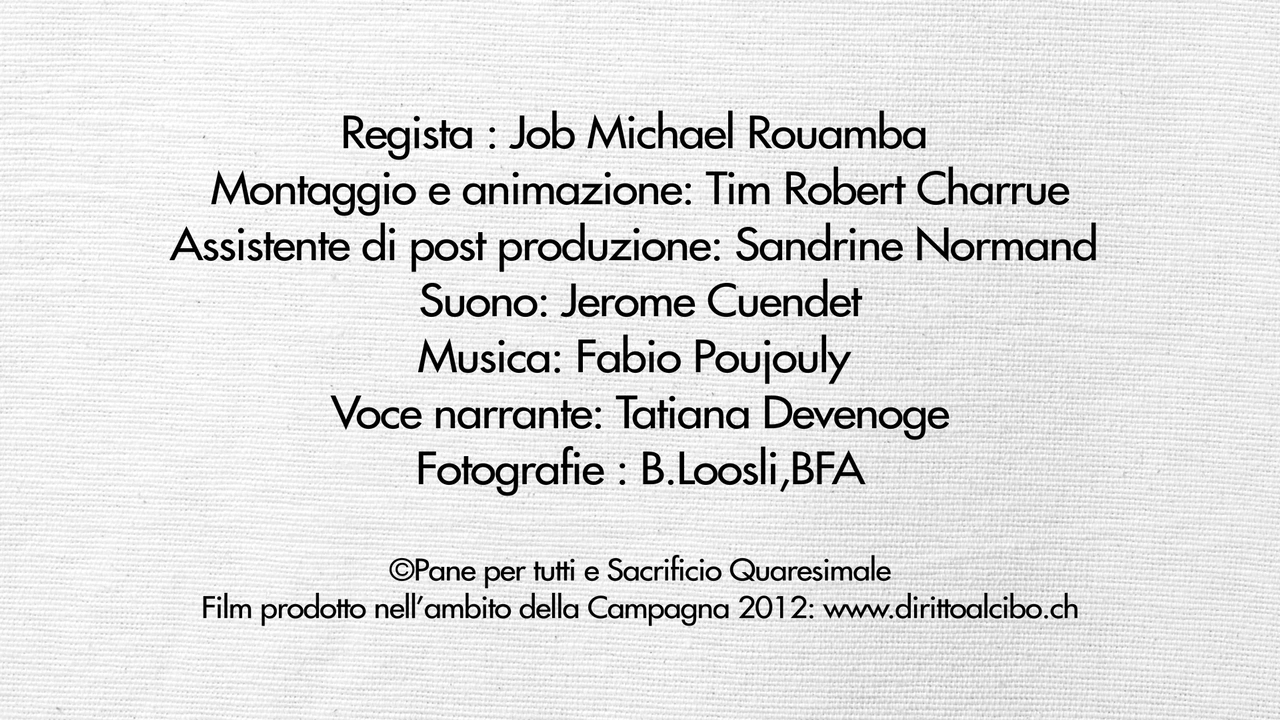 Regista : Job Michael Rouamba
Montaggio e animazione: Tim Robert Charrue
Assistente di post produzione: Sandrine Normand
Suono: Jerome Cuendet
Musica: Fabio Poujouly
Voce narrante: Tatiana Devenoge
Fotografie : B.Loosli,BFA
©Pane per tutti e Sacrificio Quaresimale
Film prodotto nell’ambito della Campagna 2012: www.dirittoalcibo.ch